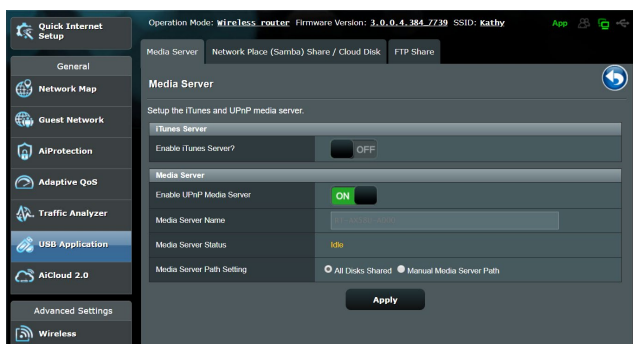 Quick Internet
Setup
Operation Mode: Wireless router Firmware Version: 3.0.0.4.384_7739 SSID: Kathy App
Media Server Network Place (Samba) Share / Cloud Disk FTP Share
General
Network Map
Guest Network
AiProtection
Adaptive QoS
Traffic Analyzer
USB Application
AiCloud 2.0
Advanced Settings
Wireless
Media Server
Setup the iTunes and UPnP media server.
iTunes Server
Enable iTunes Server? OFF
Media Server
Enable UPnP Media Server ON
Media Server Name
Media Server Status Idle
Media Server Path Setting All Disks Shared Manual Media Server Path
Apply